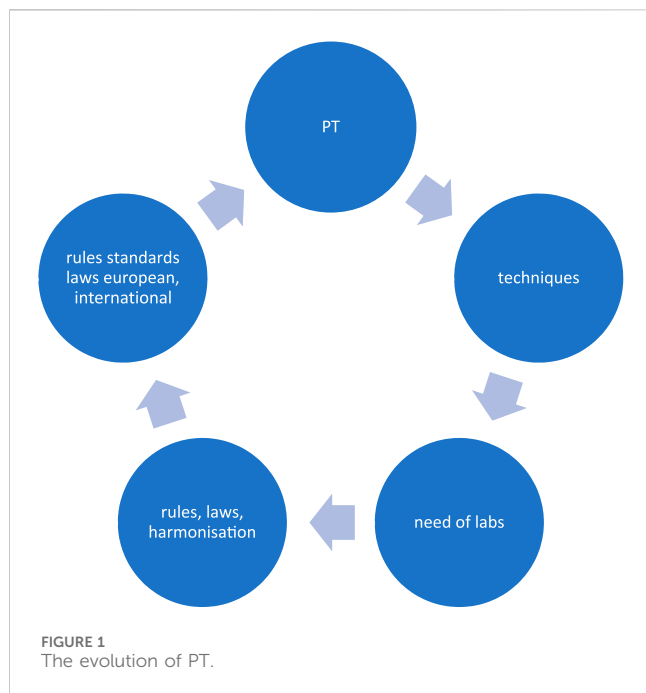 PT
techniques
need of labs
rules, laws,
harmonisation
rules standards
laws european,
international
FIGURE 1
The evolution of PT.